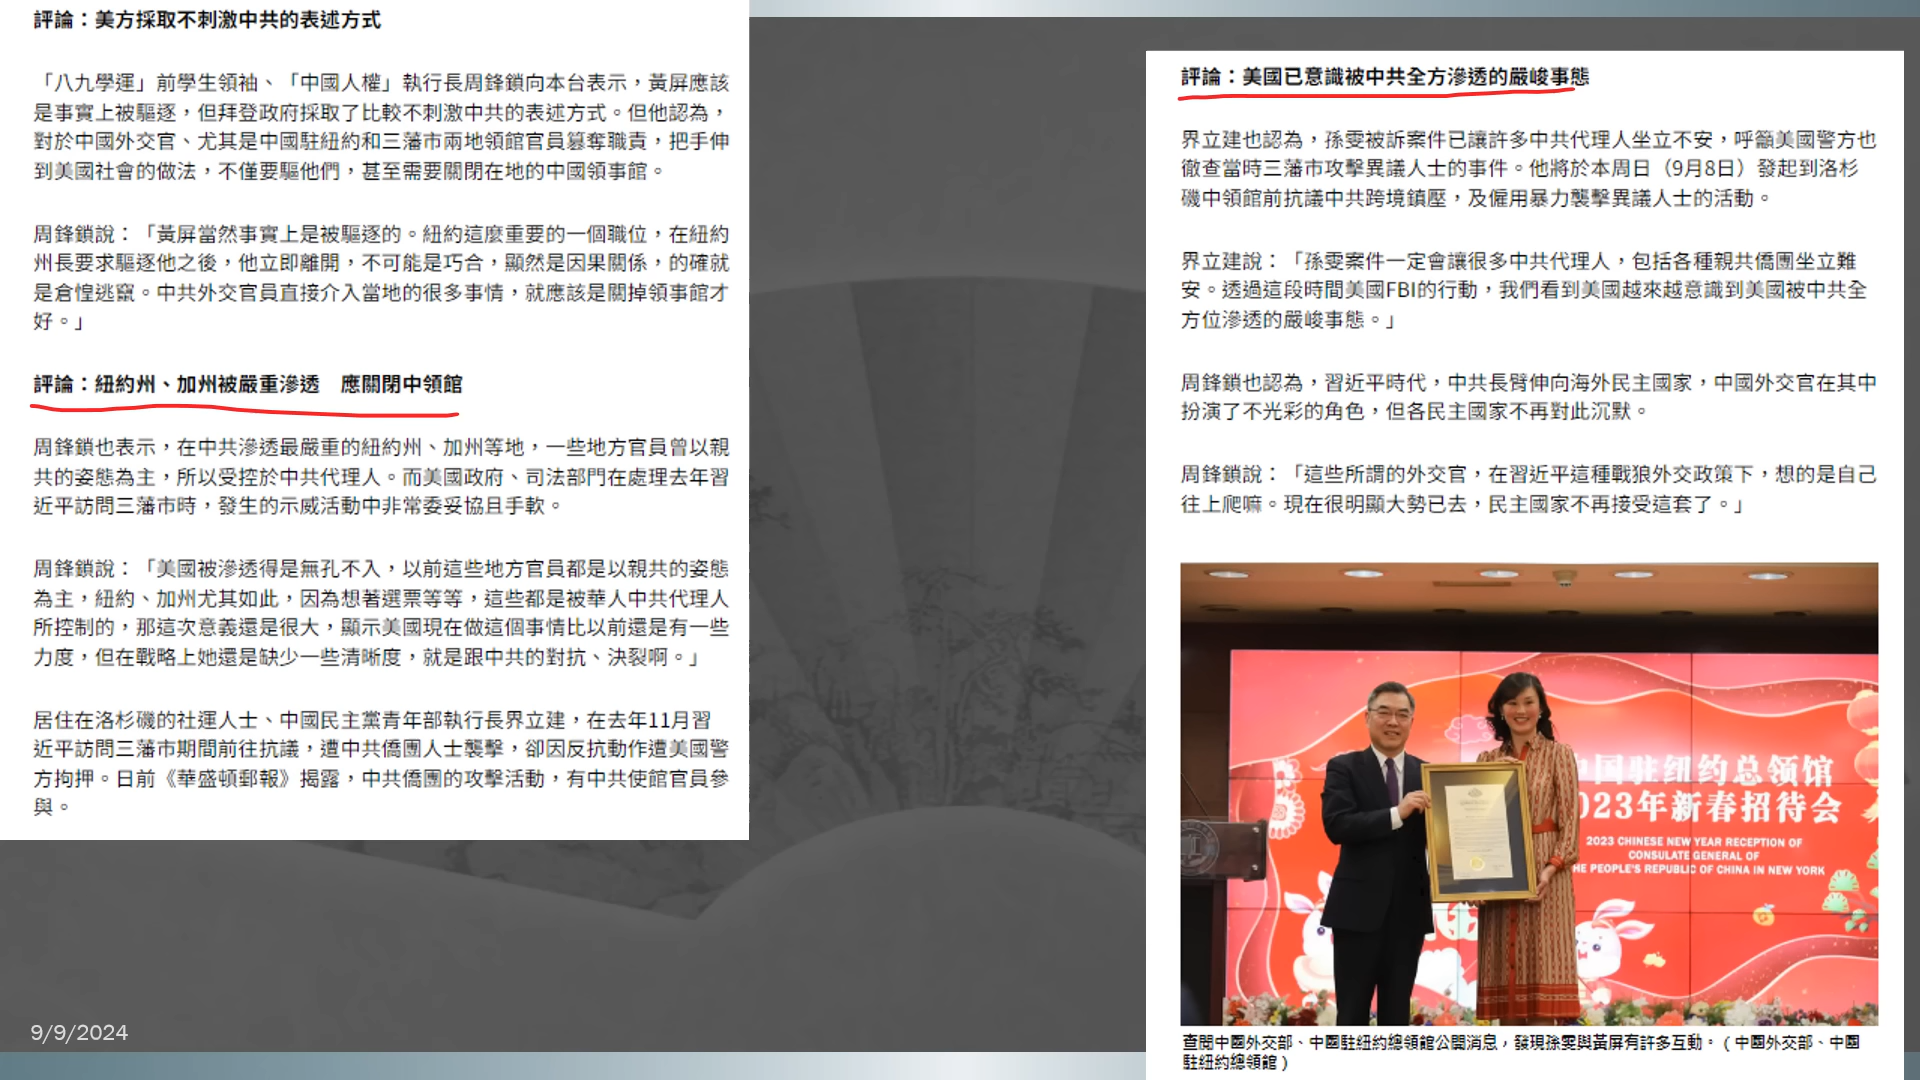 評論：美方採取不刺激中共的表述方式
「八九學運」前學生領袖、「中國人權」執行長周鋒鎖向本台表示，黃屏應該
是事實上被驅逐，但拜登政府採取了比較不刺激中共的表述方式。但他認為，
對於中國外交官、尤其是中國駐紐約和三藩市兩地領館官員篡奪職責，把手伸
到美國社會的做法，不僅要驅他們，甚至需要關閉在地的中國領事館。
周鋒鎖說：「黃屏當然事實上是被驅逐的。紐約這麼重要的一個職位，在紐約
州長要求驅逐他之後，他立即離開，不可能是巧合，顯然是因果關係，的確就
是倉惶逃竄。中共外交官員直接介入當地的很多事情，就應該是關掉領事館才
好。」
評論：紐約州、加州被嚴重滲透　應關閉中領館
周鋒鎖也表示，在中共滲透最嚴重的紐約州、加州等地，一些地方官員曾以親
共的姿態為主，所以受控於中共代理人。而美國政府、司法部門在處理去年習
近平訪問三藩市時，發生的示威活動中非常委妥協且手軟。
周鋒鎖說：「美國被滲透得是無孔不入，以前這些地方官員都是以親共的姿態
為主，紐約、加州尤其如此，因為想著選票等等，這些都是被華人中共代理人
所控制的，那這次意義還是很大，顯示美國現在做這個事情比以前還是有一些
力度，但在戰略上她還是缺少一些清晰度，就是跟中共的對抗、決裂啊。」
居住在洛杉磯的社運人士、中國民主黨青年部執行長界立建，在去年11月習
近平訪問三藩市期間前往抗議，遭中共僑團人士襲擊，卻因反抗動作遭美國警
方拘押。日前《華盛頓郵報》揭露，中共僑團的攻擊活動，有中共使館官員參
與。
9/9/2024
評論：美國已意識被中共全方滲透的嚴峻事態
界立建也認為，孫雯被訴案件已讓許多中共代理人坐立不安，呼籲美國警方也
徹查當時三藩市攻擊異議人士的事件。他將於本周日（9月8日）發起到洛杉
磯中領館前抗議中共跨境鎮壓，及僱用暴力襲擊異議人士的活動。
界立建說：「孫雯案件一定會讓很多中共代理人，包括各種親共僑團坐立難
安。透過這段時間美國FBI的行動，我們看到美國越來越意識到美國被中共全
方位滲透的嚴峻事態。」
周鋒鎖也認為，習近平時代，中共長臂伸向海外民主國家，中國外交官在其中
扮演了不光彩的角色，但各民主國家不再對此沉默。
周鋒鎖說：「這些所謂的外交官，在習近平這種戰狼外交政策下，想的是自己
往上爬嘛。現在很明顯大勢已去，民主國家不再接受這套了。」
中国驻纽约总领馆
2023年新春招待会
2023 CHINESE NEW YEAR RECEPTION OF
CONSULATE GENERAL OF
THE PEOPLE'S REPUBLIC OF CHINA IN NEW YORK
查閱中國外交部、中國駐紐約總領館公開消息，發現孫雯與黃屏有許多互動。（中國外交部、中國
駐紐約總領館）